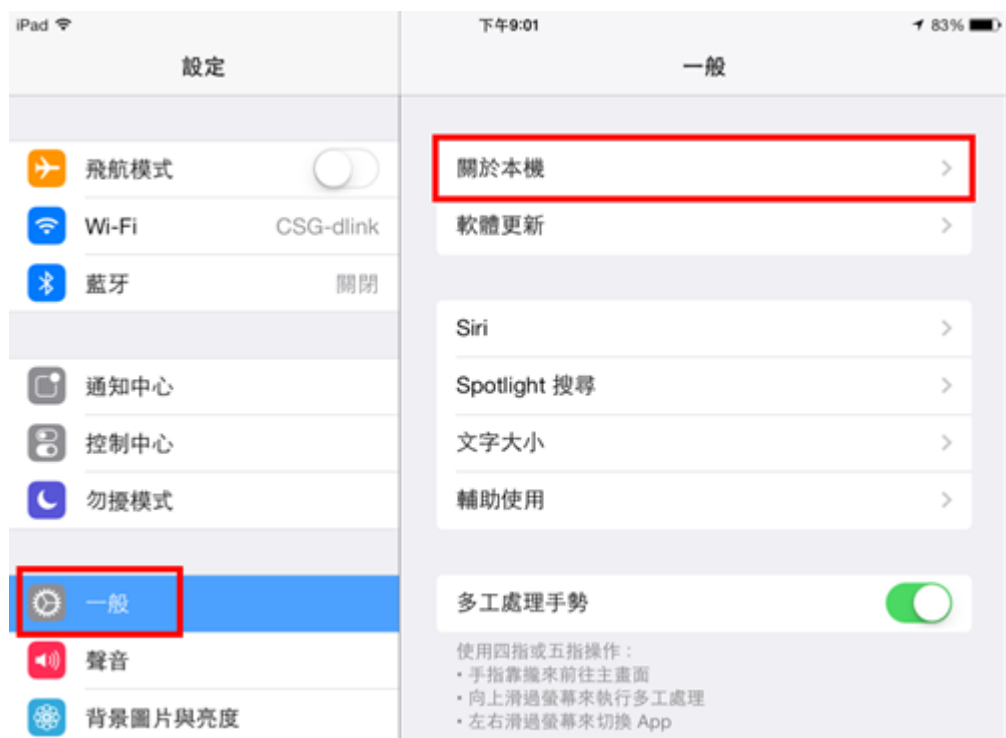 iPad
下午9:01
83%
設定
一般
飛航模式
Wi-Fi
CSG-dlink
藍牙
關閉
通知中心
控制中心
勿擾模式
一般
聲音
背景圖片與亮度
關於本機
軟體更新
Siri
Spotlight 搜尋
文字大小
輔助使用
多工處理手勢
使用四指或五指操作：
• 手指靠攏來前往主畫面
• 向上滑過螢幕來執行多工處理
• 左右滑過螢幕來切換 App